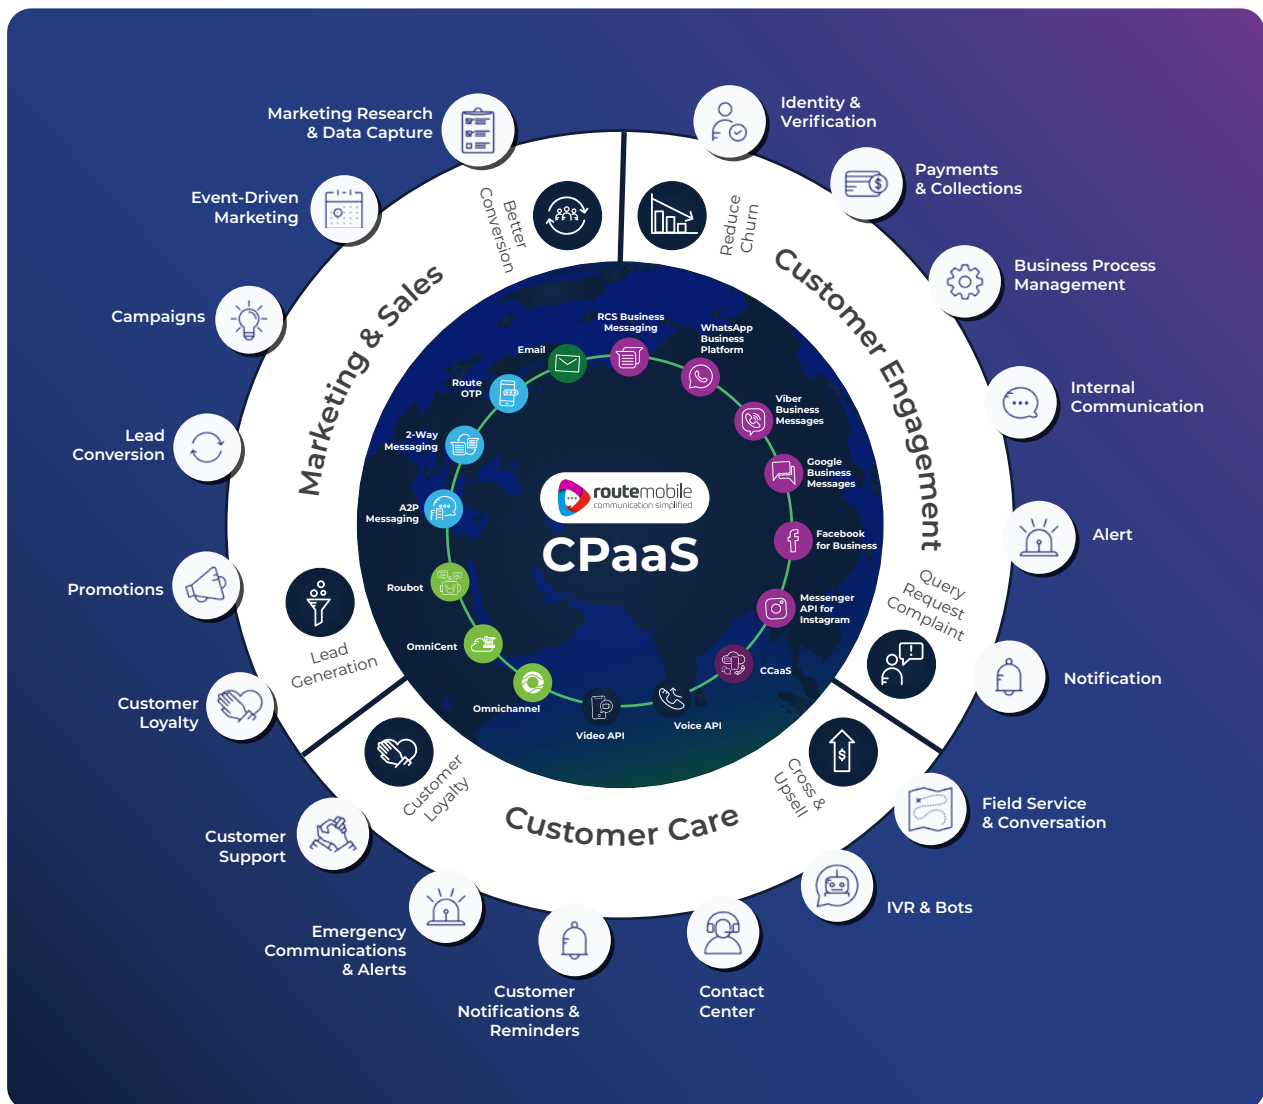 Marketing Research
& Data Capture
Event-Driven
Marketing
Campaigns
Lead
Conversion
Promotions
Customer
Loyalty
Identity &
Verification
Payments
& Collections
Business Process
Management
Internal
Communication
Alert
Notification
Field Service
& Conversation
IVR & Bots
Contact
Center
Customer
Notifications &
Reminders
Emergency
Communications
& Alerts
Customer
Support
Marketing & Sales
Better
Conversion
Lead
Generation
Customer Engagement
Reduce
Churn
Query
Request
Complaint
Customer Care
Customer
Loyalty
Cross &
Upsell
RCS Business
Messaging
WhatsApp
Business
Platform
Viber
Business
Messages
Google
Business
Messages
Facebook
for Business
Messenger
API for
Instagram
CCaaS
Voice API
Video API
Omnichannel
OmniCent
Roubot
A2P
Messaging
2-Way
Messaging
Route
OTP
Email
routemobile
communication simplified
CPaaS